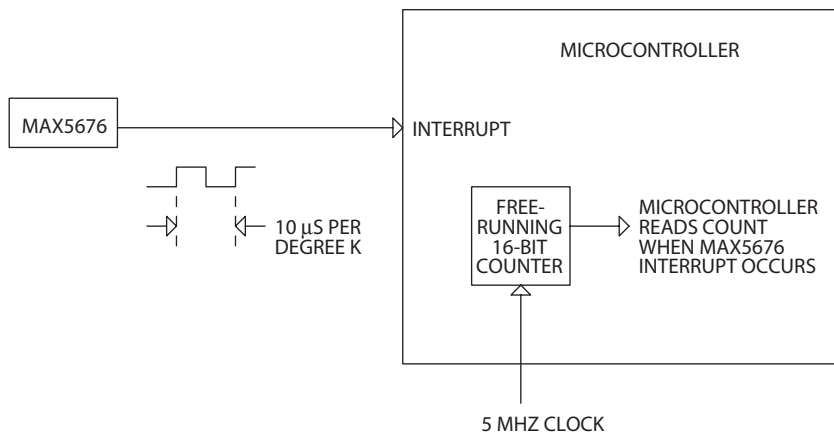 MICROCONTROLLER
MAX5676
INTERRUPT
10 μS PER
DEGREE K
FREE-
RUNNING
16-BIT
COUNTER
MICROCONTROLLER
READS COUNT
WHEN MAX5676
INTERRUPT OCCURS
5 MHZ CLOCK